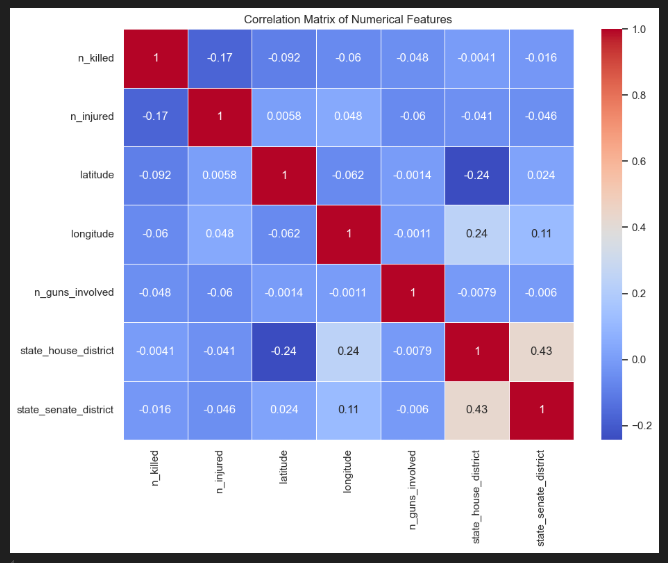 Correlation Matrix of Numerical Features
n_killed 1 -0.17 -0.092 -0.06 -0.048 -0.0041 -0.016
n_injured -0.17 1 0.0058 0.048 -0.06 -0.041 -0.046
latitude -0.092 0.0058 1 -0.062 -0.0014 -0.24 0.024
longitude -0.06 0.048 -0.062 1 -0.0011 0.24 0.11
n_guns_involved -0.048 -0.06 -0.0014 -0.0011 1 -0.0079 -0.006
state_house_district -0.0041 -0.041 -0.24 0.24 -0.0079 1 0.43
state_senate_district -0.016 -0.046 0.024 0.11 -0.006 0.43 1
n_killed
n_injured
latitude
longitude
n_guns_involved
state_house_district
state_senate_district
1.0
0.8
0.6
0.4
0.2
0.0
−0.2